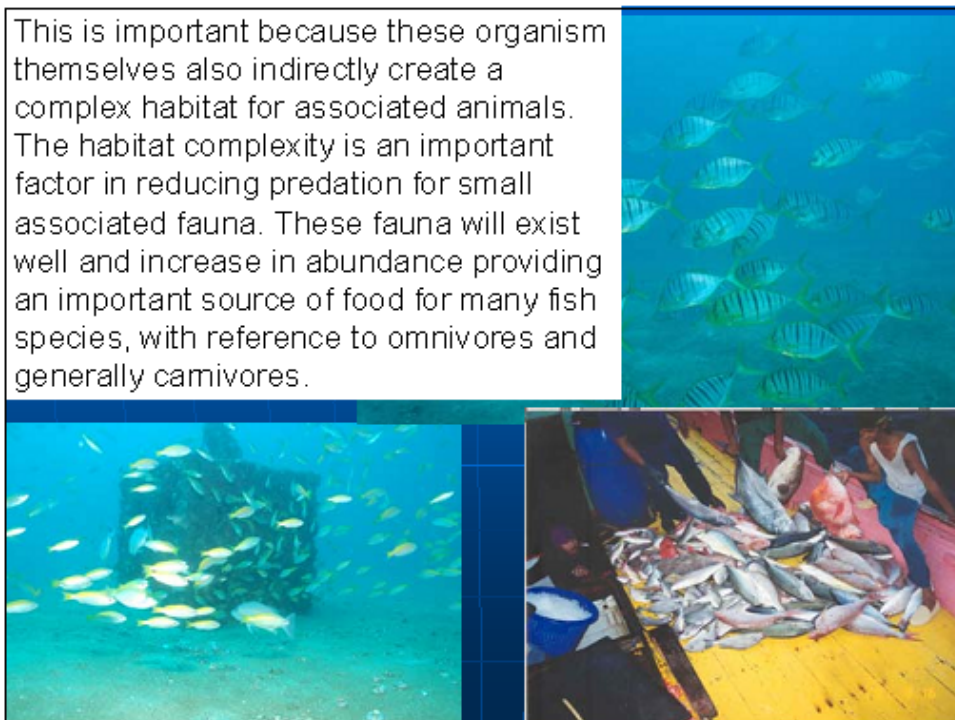 This is important because these organism
themselves also indirectly create a
complex habitat for associated animals.
The habitat complexity is an important
factor in reducing predation for small
associated fauna. These fauna will exist
well and increase in abundance providing
an important source of food for many fish
species, with reference to omnivores and
generally carnivores.